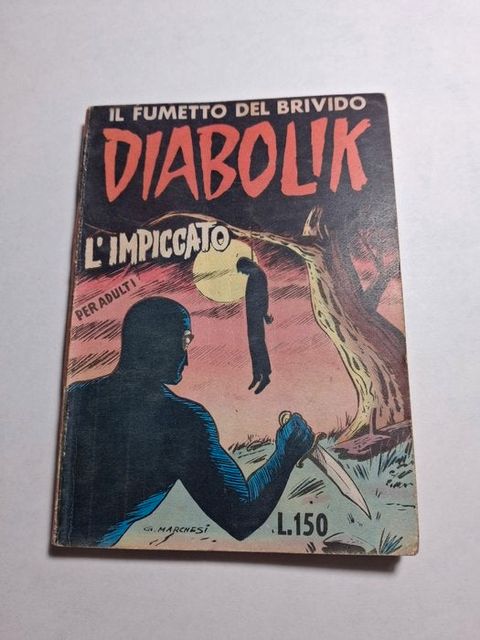 IL FUMETTO DEL BRIVIDO
DIABOLIK
L'IMPICCATO
PER ADULTI
G. MARCHESI
L.150